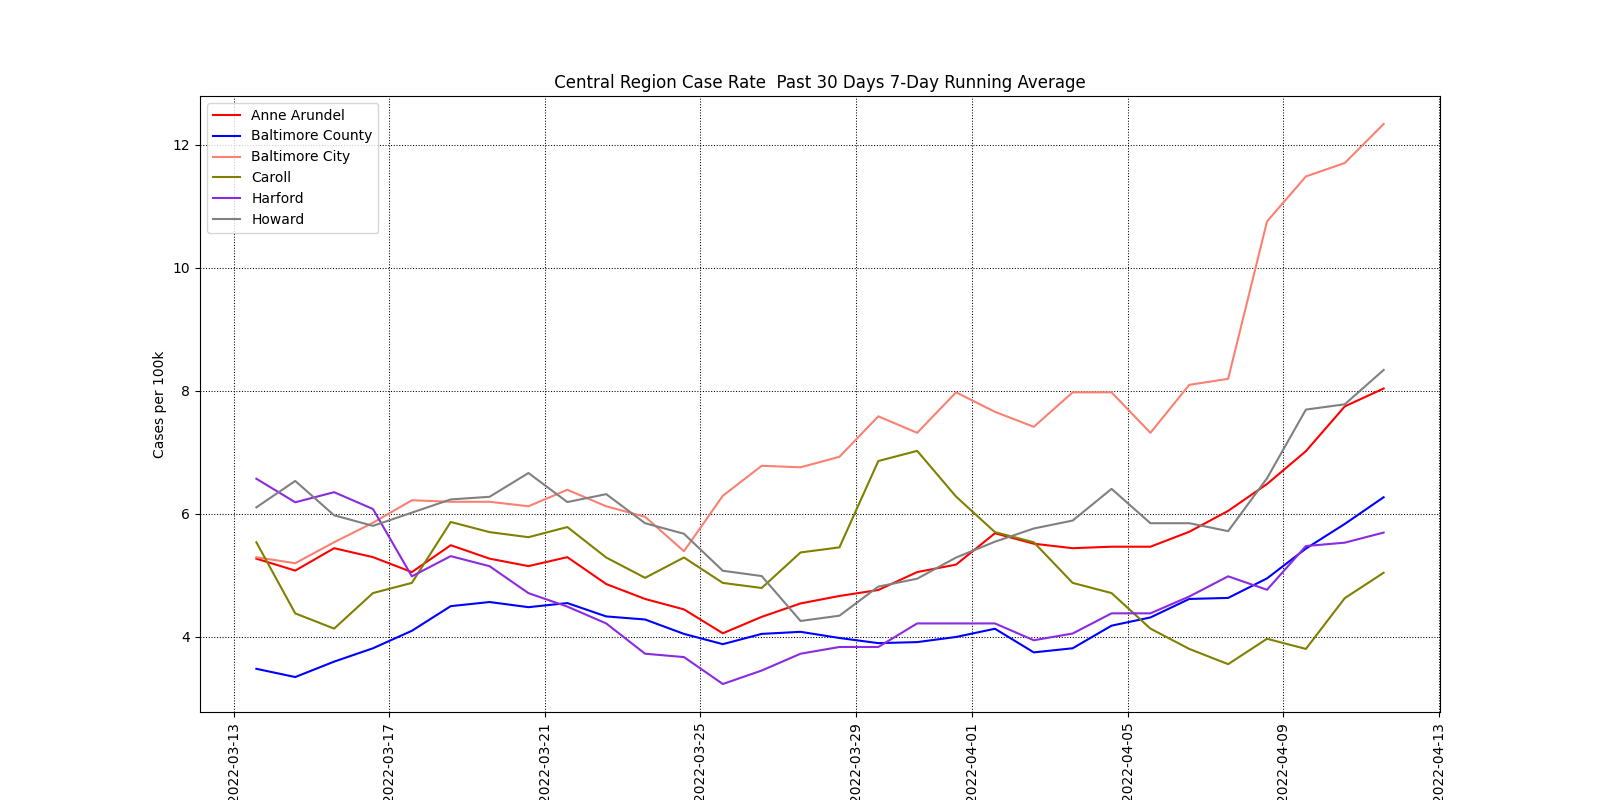 Central Region Case Rate  Past 30 Days 7-Day Running Average
Anne Arundel
Baltimore County
Baltimore City
Caroll
Harford
Howard
Cases per 100k
12
10
8
6
4
2022-03-13
2022-03-17
2022-03-21
2022-03-25
2022-03-29
2022-04-01
2022-04-05
2022-04-09
2022-04-13